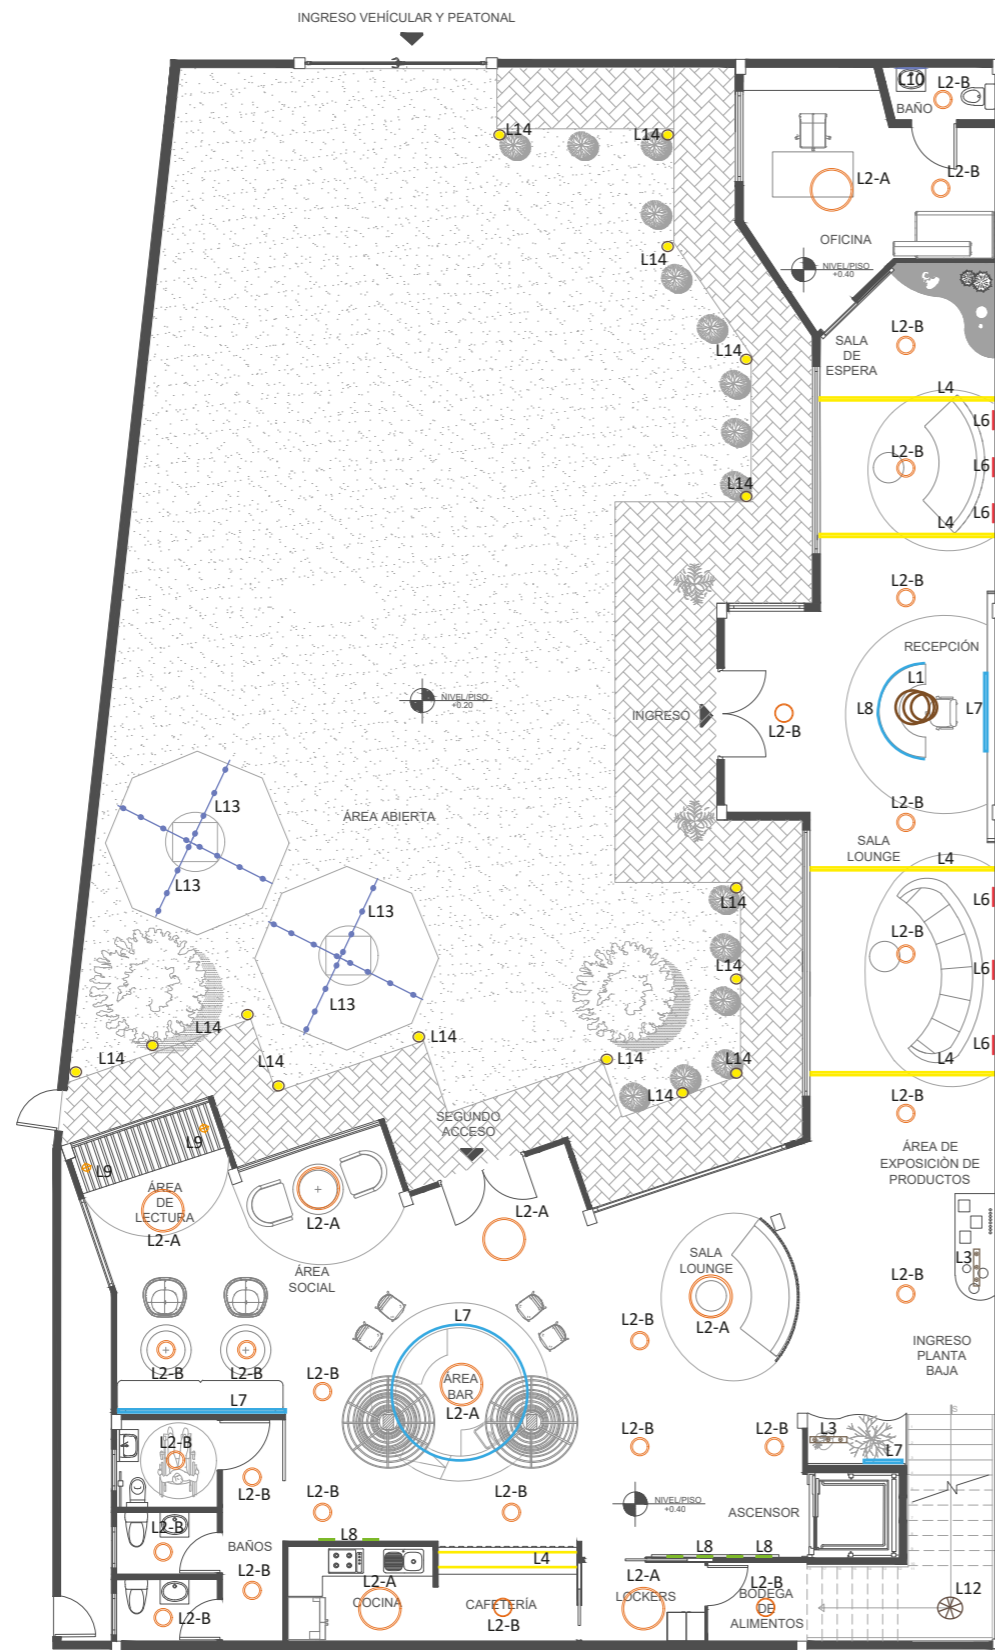 INGRESO VEHÍCULAR Y PEATONAL
L10
L2-B
BAÑO
L14
L14
L2-A
L2-B
OFICINA
L14
NIVEL/PISO
+0.40
L2-B
SALA
DE
ESPERA
L14
L4
L6
L2-B
L6
L14
L6
L4
L2-B
RECEPCIÓN
L1
NIVEL/PISO
+0.20
L8
L7
INGRESO
L2-B
L13
ÁREA ABIERTA
L2-B
SALA
LOUNGE
L4
L13
L14
L6
L13
L2-B
L14
L6
L13
L14
L14
L6
L14
L14
L14
L14
L4
L14
L2-B
SEGUNDO
ACCESO
L9
ÁREA DE
EXPOSICIÓN DE
PRODUCTOS
L9
ÁREA
DE
LECTURA
L2-A
L2-A
L2-A
SALA
LOUNGE
L3
ÁREA
SOCIAL
L2-B
L7
L2-B
L2-A
INGRESO
PLANTA
BAJA
L2-B
L2-B
L2-B
ÁREA
BAR
L2-A
L7
S
L2-B
L2-B
L2-B
L3
L7
L2-B
L2-B
L2-B
NIVEL/PISO
+0.40
ASCENSOR
L2-B
BAÑOS
L8
L4
L8
L8
L2-B
L2-A
COCINA
L2-A
LOCKERS
L2-B
BODEGA
DE
ALIMENTOS
L12
L2-B
CAFETERÍA
L2-B